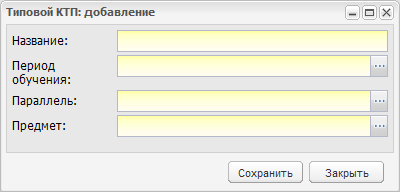 Типовой КТП: добавление
Название:
Период
обучения:
Параллель:
Предмет:
Сохранить Закрыть